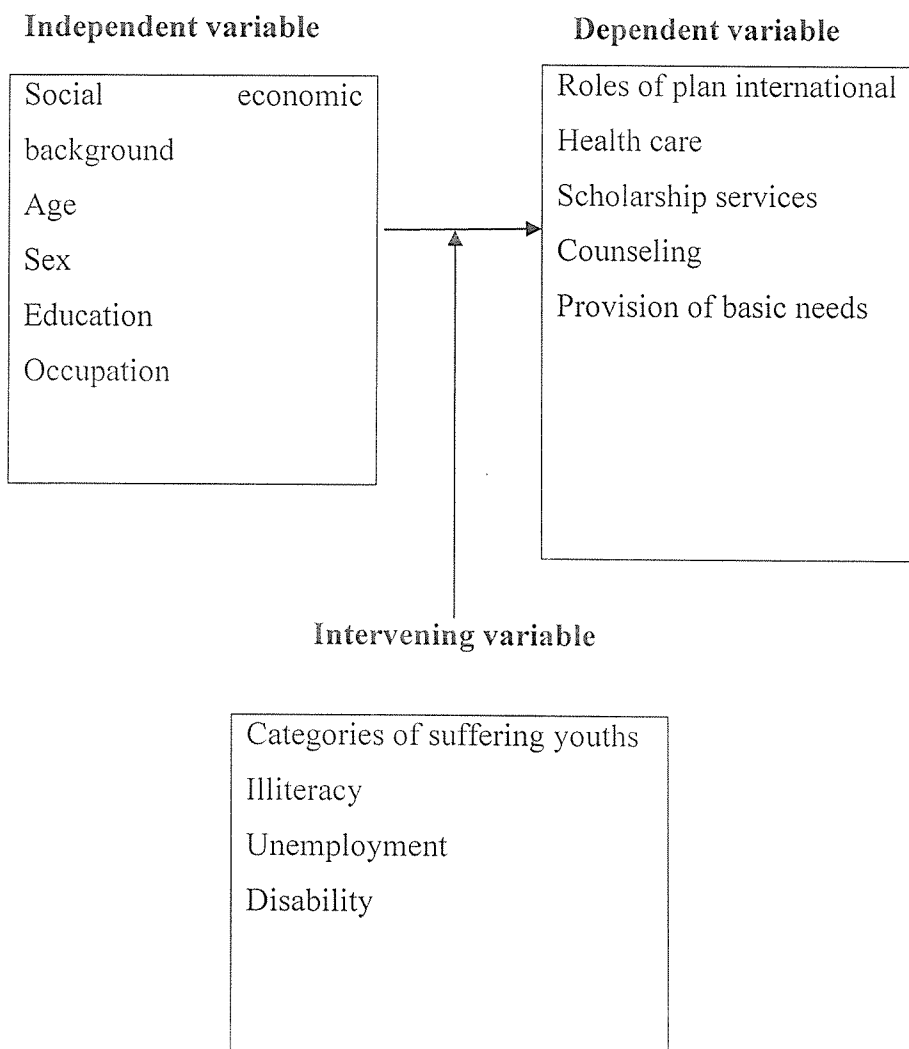 Independent variable
Social economic
background
Age
Sex
Education
Occupation
Dependent variable
Roles of plan international
Health care
Scholarship services
Counseling
Provision of basic needs
Intervening variable
Categories of suffering youths
Illiteracy
Unemployment
Disability